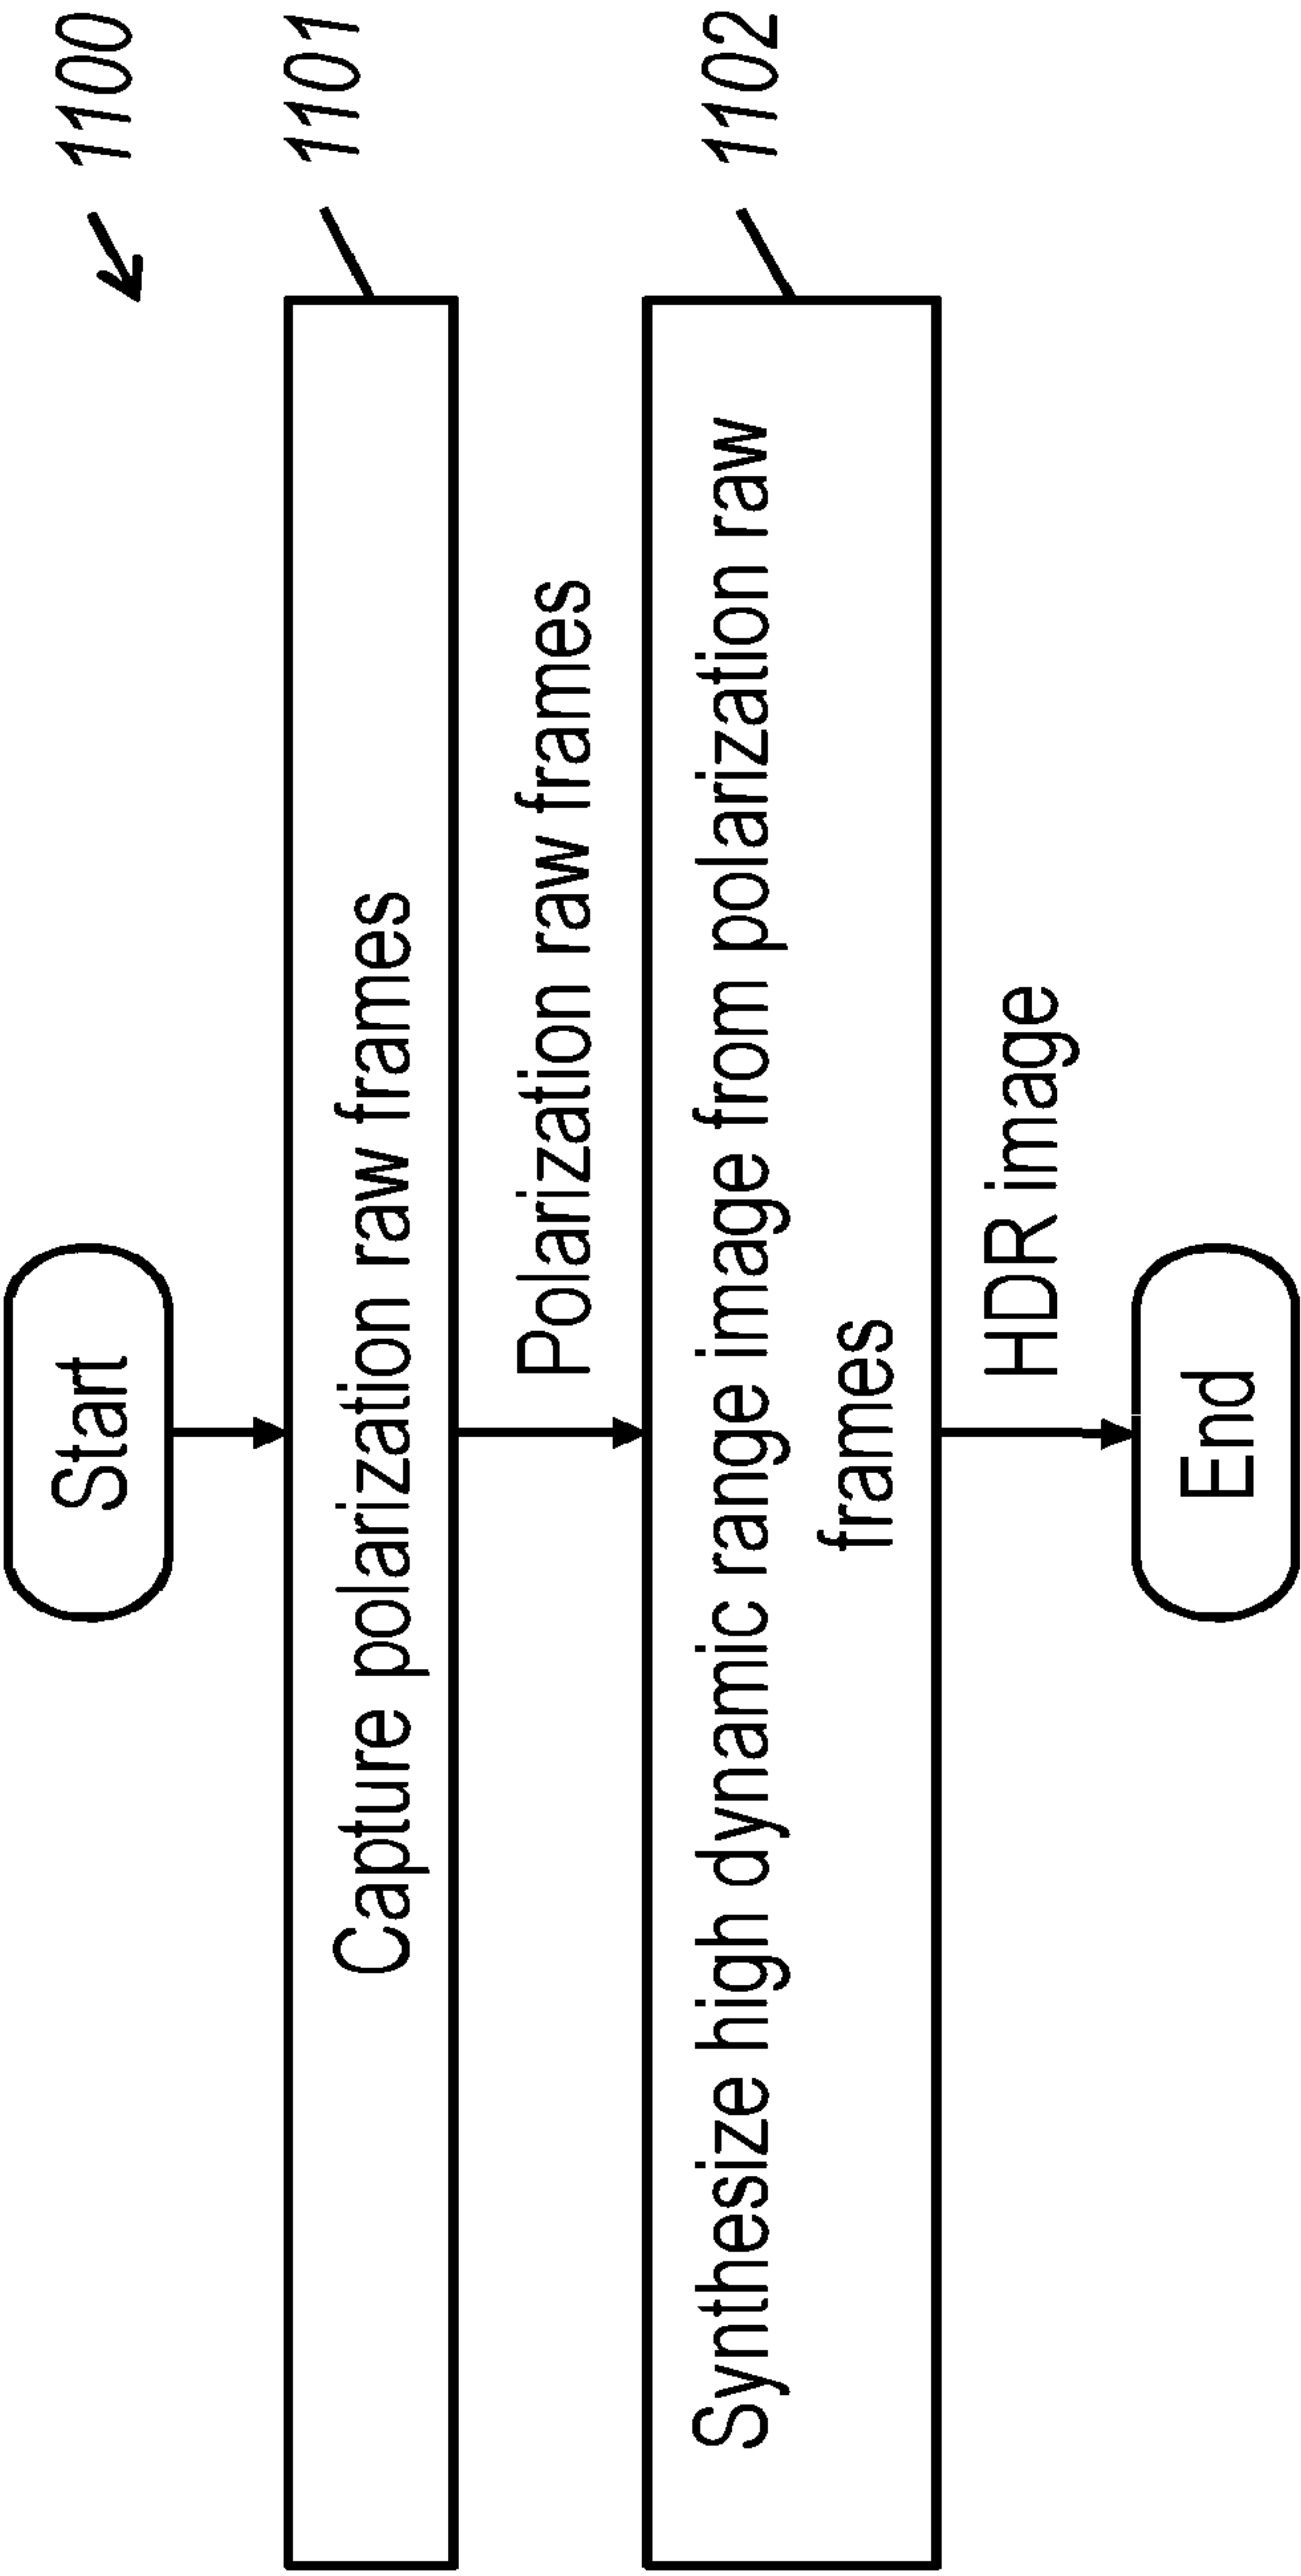 1100
Start
1101
Capture polarization raw frames
Polarization raw frames
1102
Synthesize high dynamic range image from polarization raw
frames
HDR image
End